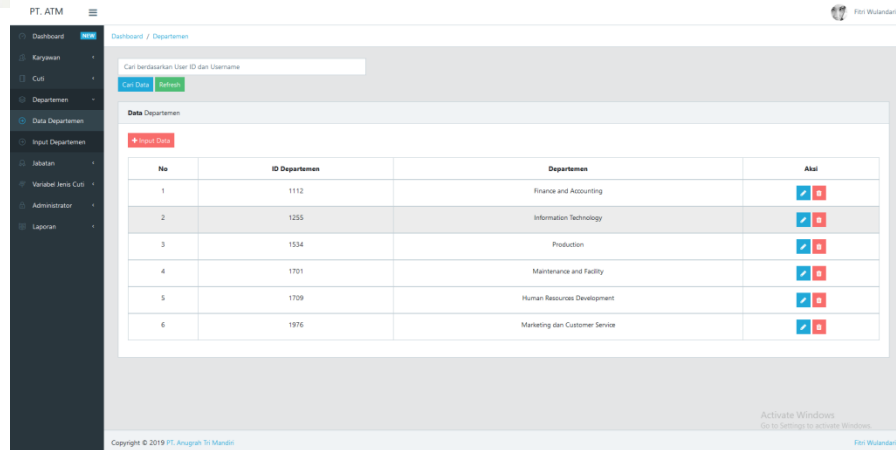 PT. ATM
Fitri Wulandari
Dashboard NEW
Karyawan
Cuti
Departemen
Data Departemen
Input Departemen
Jabatan
Variabel Jenis Cuti
Administrator
Laporan
Dashboard / Departemen
Cari berdasarkan User ID dan Username
Cari Data Refresh
Data Departemen
+ Input Data
No ID Departemen Departemen Aksi
1 1112 Finance and Accounting
2 1255 Information Technology
3 1534 Production
4 1701 Maintenance and Facility
5 1709 Human Resources Development
6 1976 Marketing dan Customer Service
Activate Windows
Go to Settings to activate Windows.
Copyright © 2019 PT. Anugrah Tri Mandiri
Fitri Wulandari